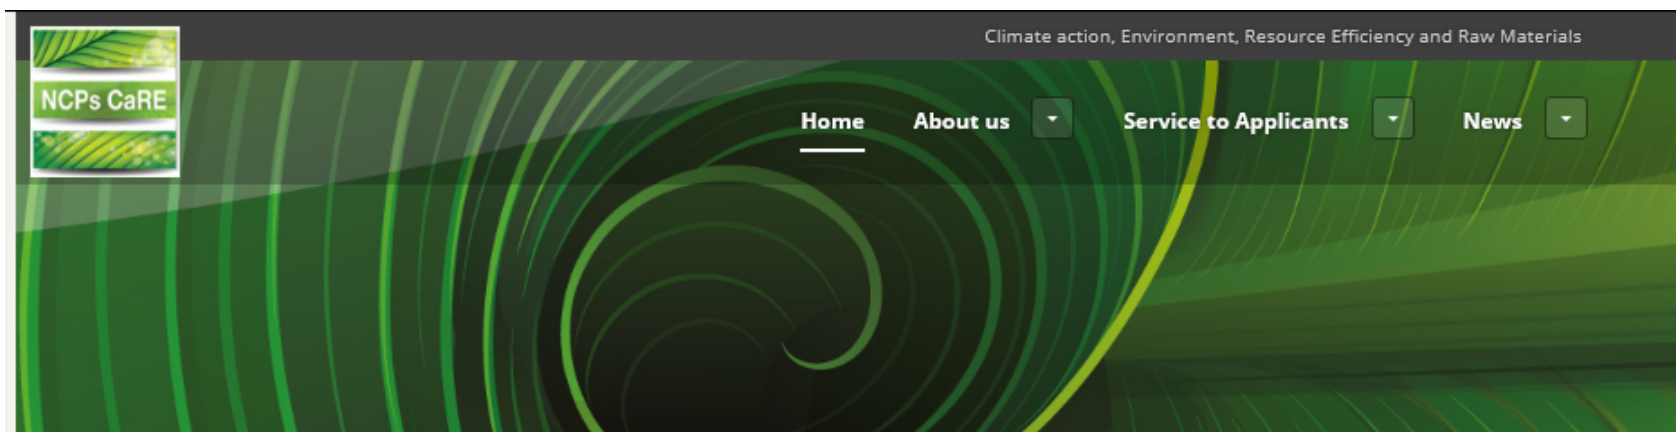 Climate action, Environment, Resource Efficiency and Raw Materials
NCPs CaRE
Home About us Service to Applicants News